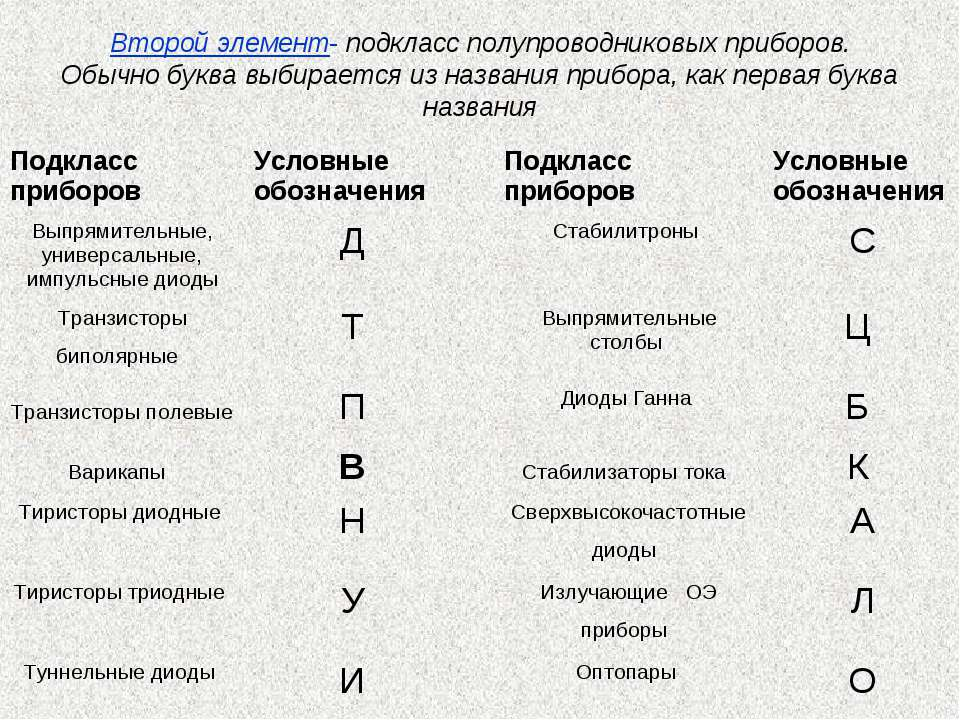 Второй элемент- подкласс полупроводниковых приборов.
Обычно буква выбирается из названия прибора, как первая буква
названия
Подкласс приборов Условные обозначения Подкласс приборов Условные обозначения
Выпрямительные, универсальные, импульсные диоды Д Стабилитроны С
Транзисторы биполярные Т Выпрямительные столбы Ц
Транзисторы полевые П Диоды Ганна Б
Варикапы В Стабилизаторы тока К
Тиристоры диодные Н Сверхвысокочастотные диоды А
Тиристоры триодные У Излучающие ОЭ приборы Л
Туннельные диоды И Оптопары О